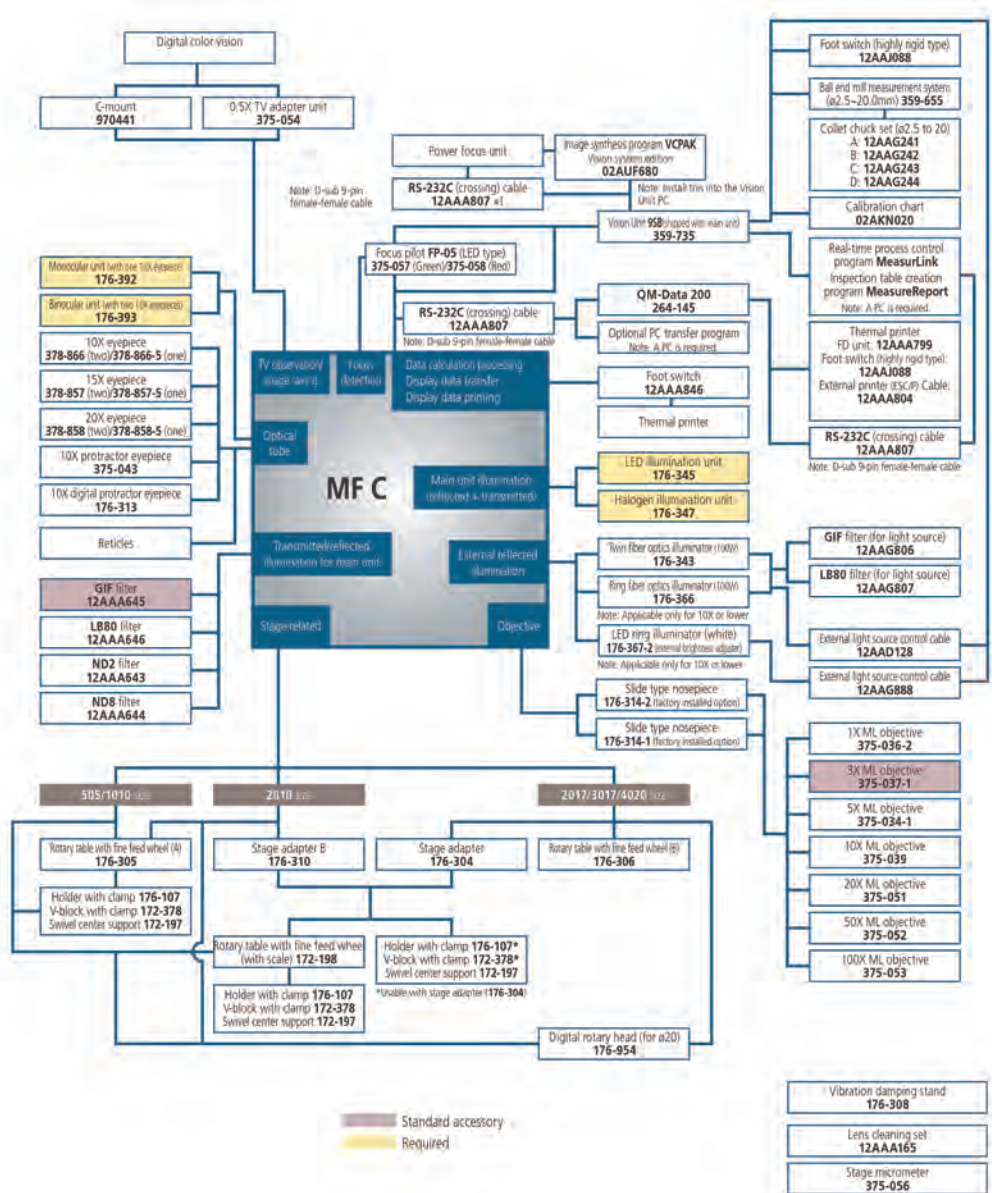 Digital color vision
C-mount
970441
0.5X TV adapter unit
375-054
Note: D-sub 9-pin
female-female cable
Power focus unit
Image synthesis program VCPAK
Vision system edition
02AUF680
RS-232C (crossing) cable
12AAA807 *1
Note: Install this into the Vision
Unit PC.
Vision Unit 9SB (shipped with main unit)
359-735
Focus pilot FP-05 (LED type)
375-057 (Green)/375-058 (Red)
RS-232C (crossing) cable
12AAA807
Note: D-sub 9-pin female-female cable
QM-Data 200
264-145
Optional PC transfer program
Note: A PC is required
Foot switch
12AAA846
Thermal printer
Foot switch (highly rigid type)
12AAJ088
Ball end mill measurement system
(ø2.5~20.0mm) 359-655
Collet chuck set (ø2.5 to 20)
A: 12AAG241
B: 12AAG242
C: 12AAG243
D: 12AAG244
Calibration chart
02AKN020
Real-time process control
program MeasurLink
Inspection table creation
program MeasureReport
Note: A PC is required.
Thermal printer
FD unit: 12AAA799
Foot switch (highly rigid type):
12AAJ088
External printer (ESC/P) Cable:
12AAA804
RS-232C (crossing) cable
12AAA807
Note: D-sub 9-pin female-female cable
Monocular unit (with one 10X eyepiece)
176-392
Binocular unit (with two 10X eyepieces)
176-393
10X eyepiece
378-866 (two)/378-866-5 (one)
15X eyepiece
378-857 (two)/378-857-5 (one)
20X eyepiece
378-858 (two)/378-858-5 (one)
10X protractor eyepiece
375-043
10X digital protractor eyepiece
176-313
Reticles
GIF filter
12AAA645
LB80 filter
12AAA646
ND2 filter
12AAA643
ND8 filter
12AAA644
TV observatory
image saving
Focus
detection
Data calculation processing
Display data transfer
Display data printing
Optical
tube
MF C
Main unit illumination
(reflected + transmitted)
Transmitted/reflected
illumination for main unit
External reflected
illumination
Stage-related
Objective
LED illumination unit
176-345
Halogen illumination unit
176-347
Twin fiber optics illuminator (100W)
176-343
Ring fiber optics illuminator (100W)
176-366
Note: Applicable only for 10X or lower
LED ring illuminator (white)
176-367-2 (external brightness adjuster)
Note: Applicable only for 10X or lower
GIF filter (for light source)
12AAG806
LB80 filter (for light source)
12AAG807
External light source control cable
12AAD128
External light source control cable
12AAG888
Slide type nosepiece
176-314-2 (factory installed option)
Slide type nosepiece
176-314-1 (factory installed option)
1X ML objective
375-036-2
3X ML objective
375-037-1
5X ML objective
375-034-1
10X ML objective
375-039
20X ML objective
375-051
50X ML objective
375-052
100X ML objective
375-053
505/1010 size
2010 size
2017/3017/4020 size
Rotary table with fine feed wheel (A)
176-305
Stage adapter B
176-310
Stage adapter
176-304
Rotary table with fine feed wheel (B)
176-306
Holder with clamp 176-107
V-block with clamp 172-378
Swivel center support 172-197
Rotary table with fine feed wheel
(with scale) 172-198
Holder with clamp 176-107*
V-block with clamp 172-378*
Swivel center support 172-197
*Usable with stage adapter (176-304)
Holder with clamp 176-107
V-block with clamp 172-378
Swivel center support 172-197
Digital rotary head (for ø20)
176-954
Standard accessory
Required
Vibration damping stand
176-308
Lens cleaning set
12AAA165
Stage micrometer
375-056